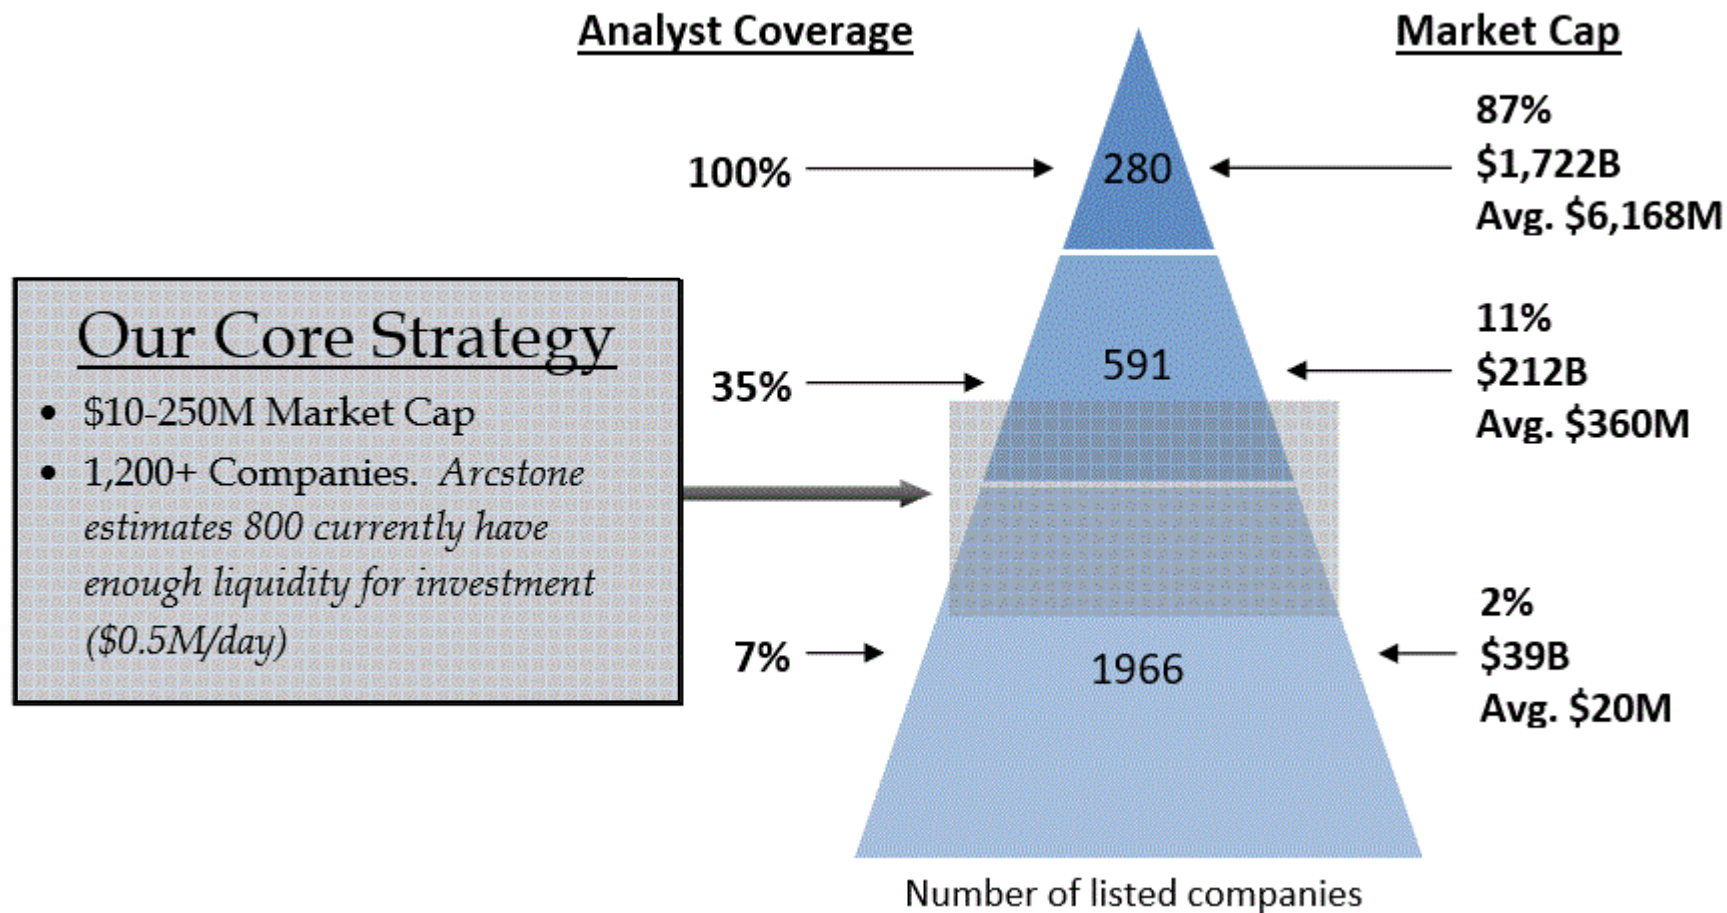 Analyst Coverage
Market Cap
100%
280
87%
$1,722B
Avg. $6,168M
Our Core Strategy
• $10-250M Market Cap
• 1,200+ Companies. Arcstone
estimates 800 currently have
enough liquidity for investment
($0.5M/day)
35%
591
11%
$212B
Avg. $360M
7%
1966
2%
$39B
Avg. $20M
Number of listed companies